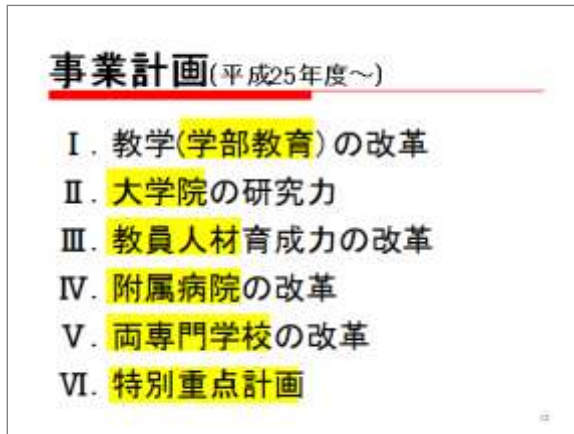 事業計画(平成25年度～)
Ⅰ．教学(学部教育)の改革
Ⅱ．大学院の研究力
Ⅲ．教員人材育成力の改革
Ⅳ．附属病院の改革
Ⅴ．両専門学校の改革
Ⅵ．特別重点計画